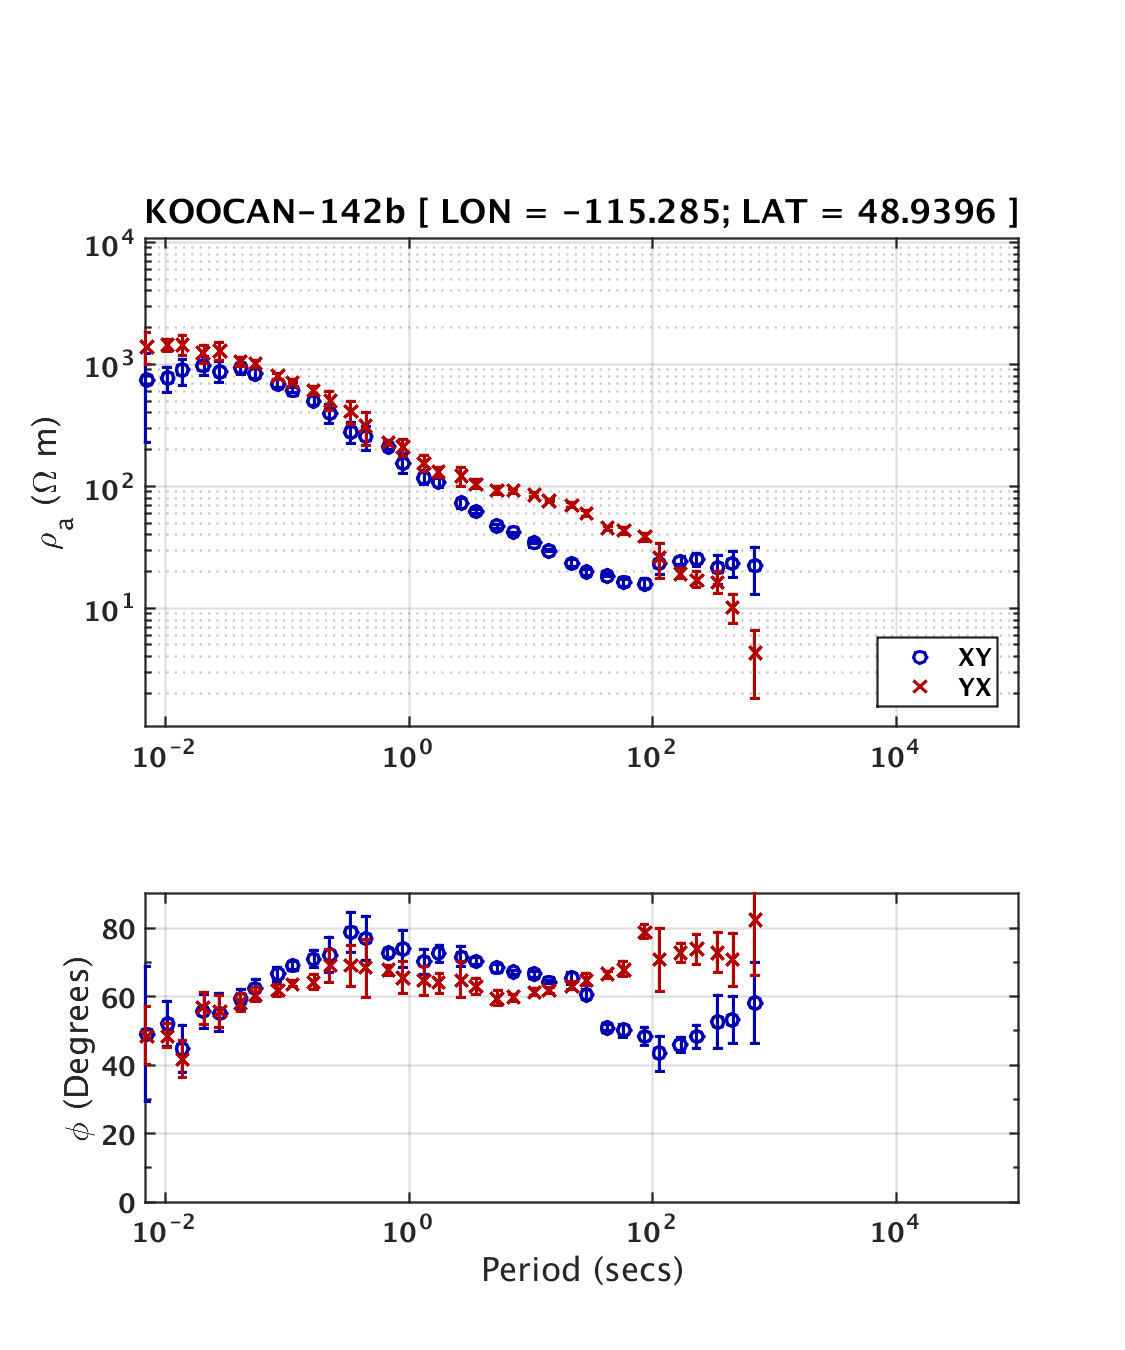 KOOCAN-142b [ LON = -115.285; LAT = 48.9396 ]
10^4
10^3
10^2
10^1
ρ_a (Ω m)
XY
YX
10^-2 10^0 10^2 10^4
80
60
40
20
0
ϕ (Degrees)
10^-2 10^0 10^2 10^4
Period (secs)